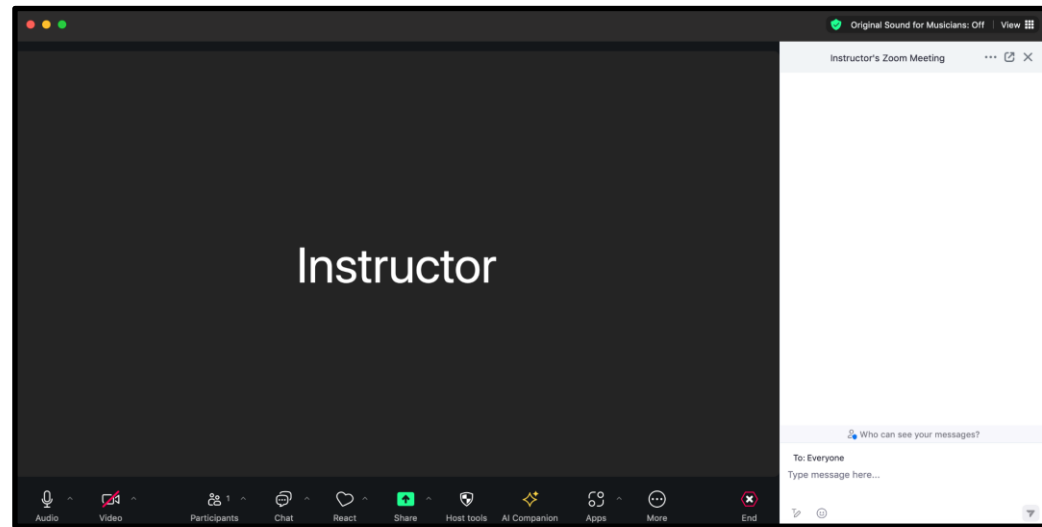 Original Sound for Musicians: Off
View
Instructor's Zoom Meeting
Instructor
Who can see your messages?
To: Everyone
Type message here...
1
Audio
Video
Participants
Chat
React
Share
Host tools
AI Companion
Apps
More
End